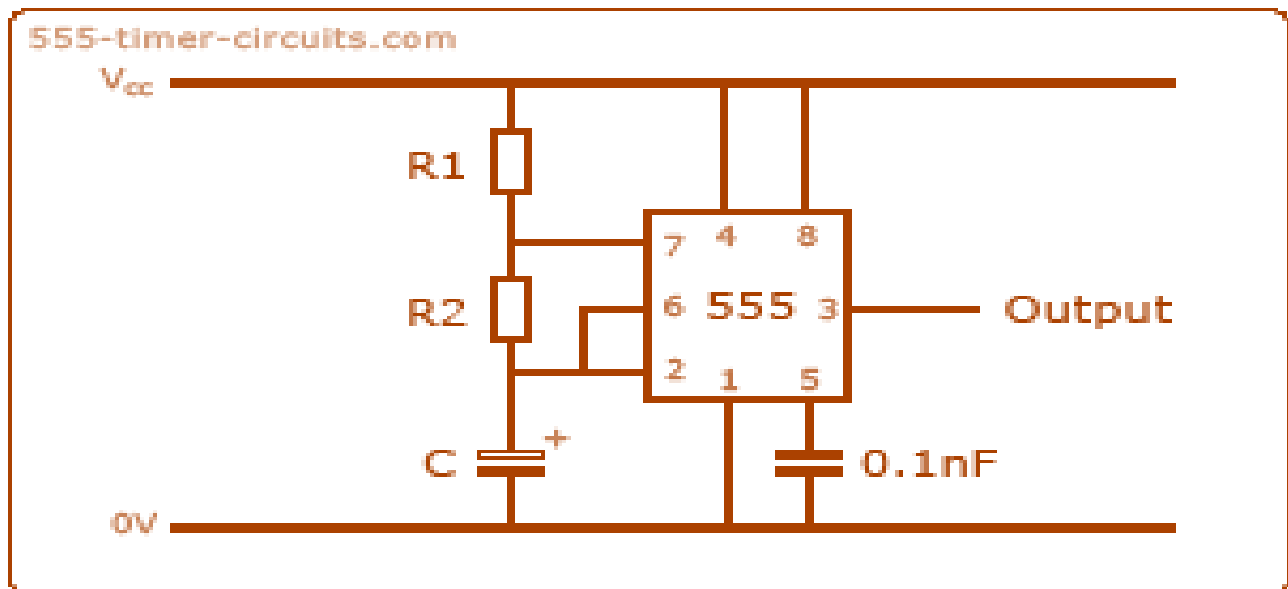 555-timer-circuits.com
Vcc
R1
7
4
8
R2
6
555
3
Output
2
1
5
C
+
0.1nF
0V